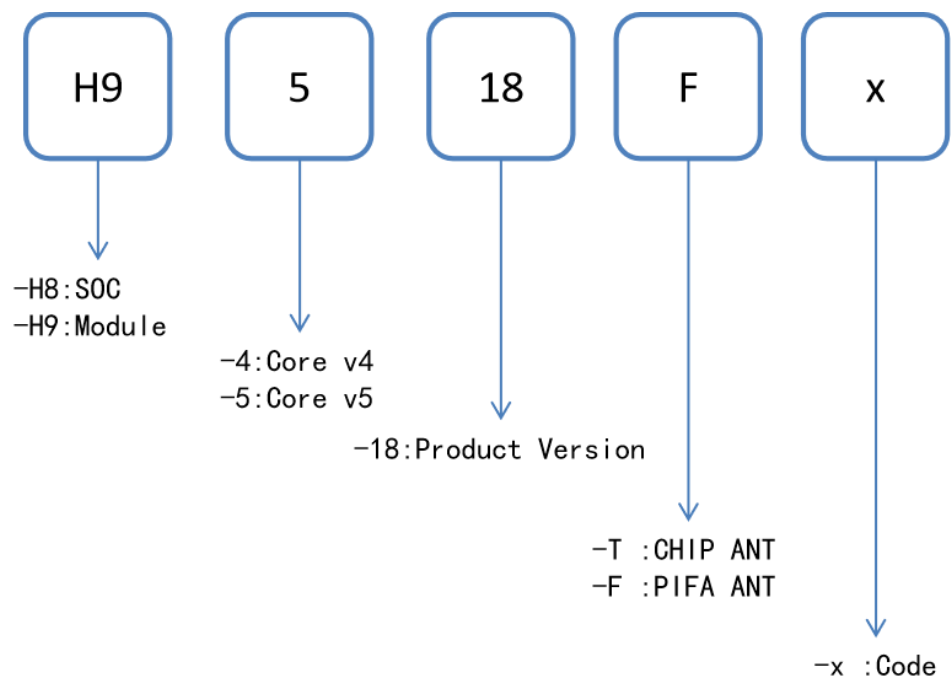 H9 5 18 F x
-H8:SOC
-H9:Module
-4:Core v4
-5:Core v5
-18:Product Version
-T :CHIP ANT
-F :PIFA ANT
-x :Code